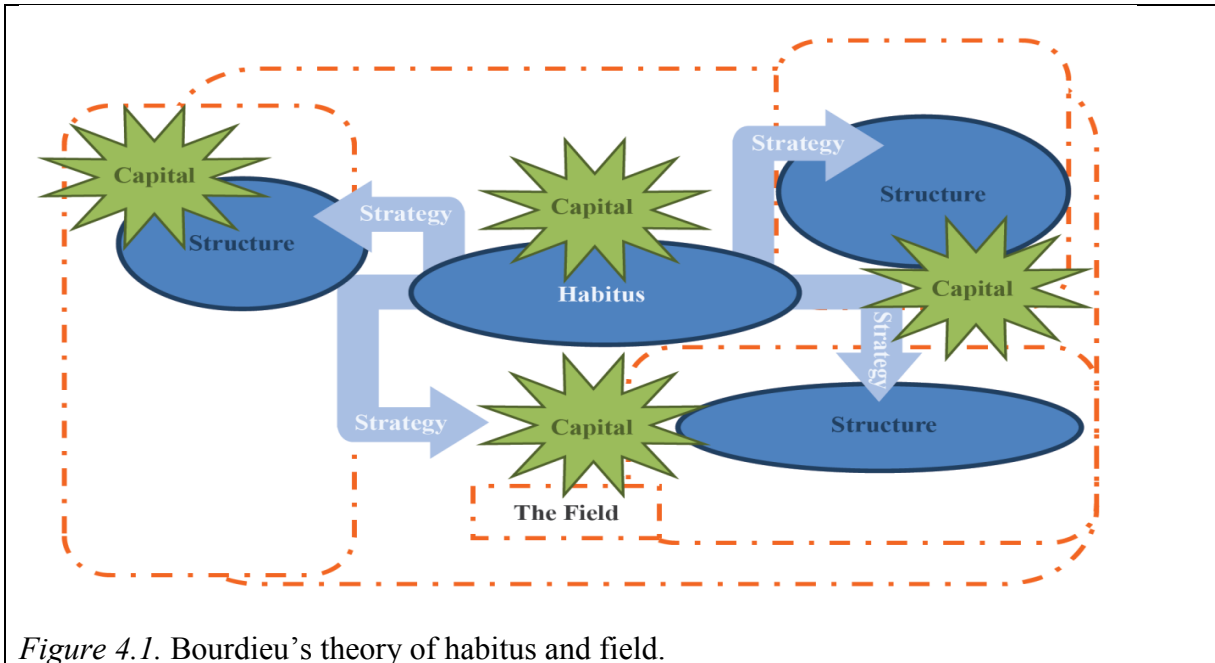 Strategy
Capital
Structure
Capital
Strategy
Structure
Habitus
Capital
Strategy
Strategy
Capital
Structure
The Field
Figure 4.1. Bourdieu’s theory of habitus and field.